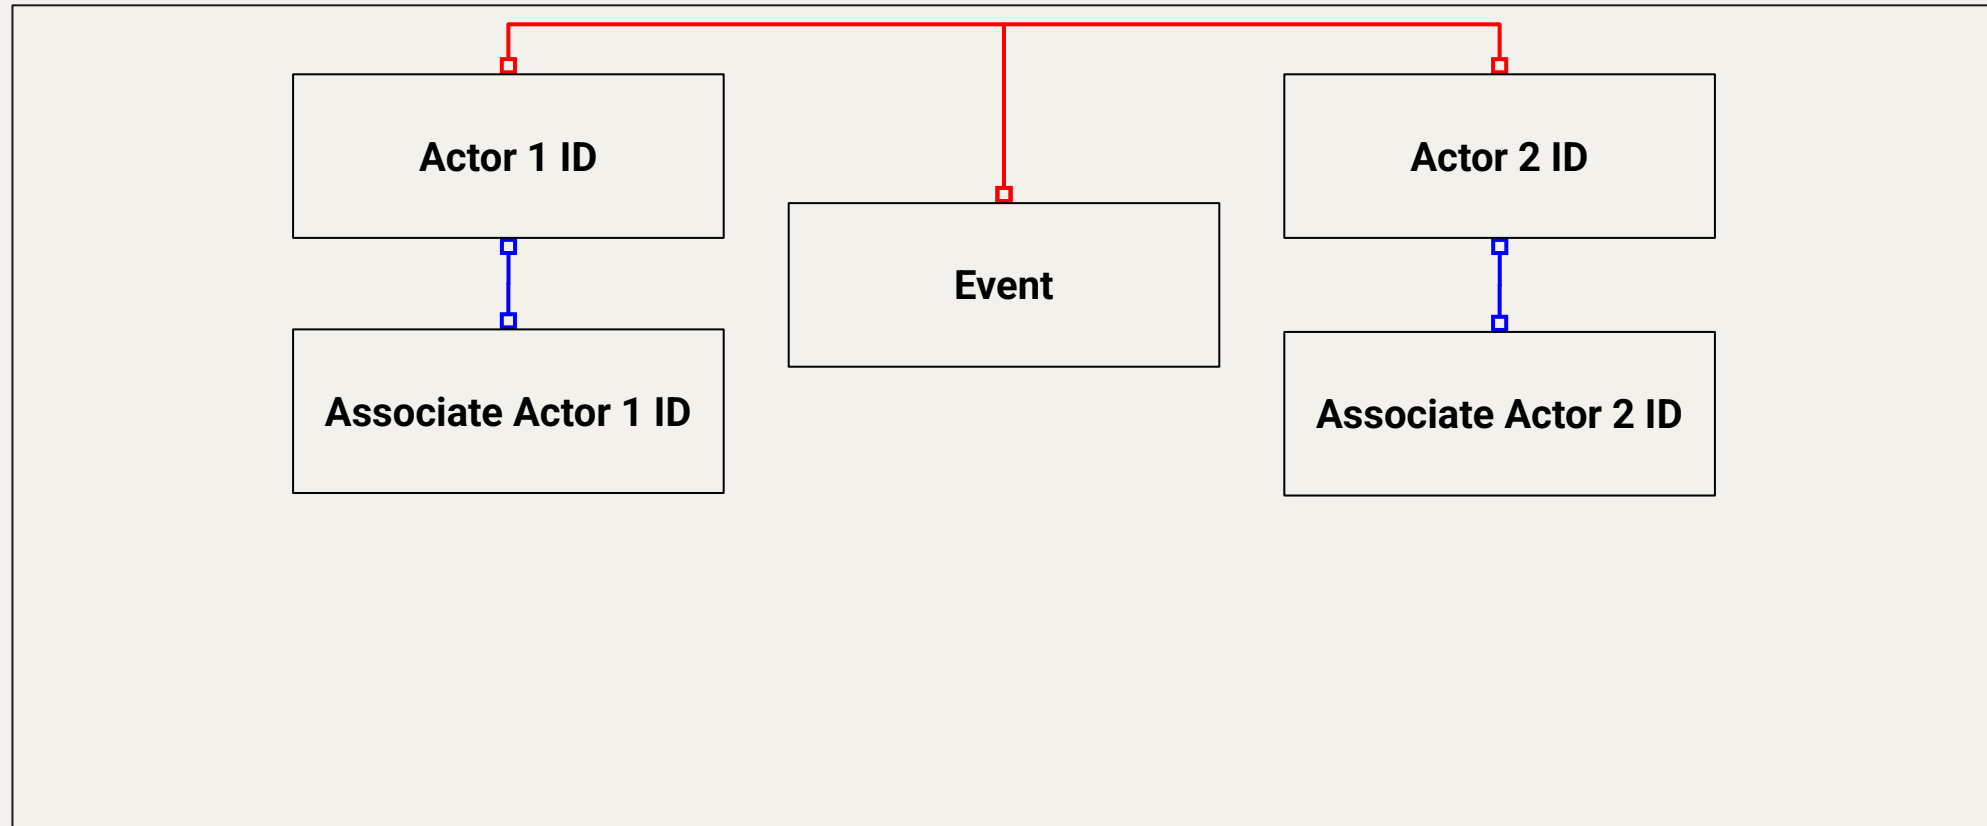 Actor 1 ID
Actor 2 ID
Event
Associate Actor 1 ID
Associate Actor 2 ID